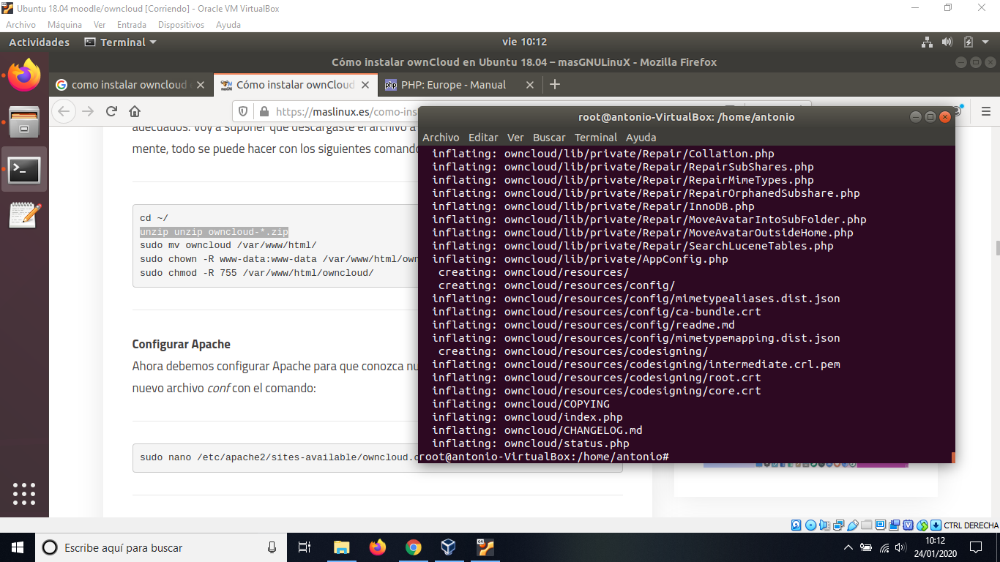 Ubuntu 18.04 moodle/owncloud [Corriendo] - Oracle VM VirtualBox
Archivo Máquina Ver Entrada Dispositivos Ayuda
Actividades Terminal vie 10:12
Cómo instalar ownCloud en Ubuntu 18.04 – masGNULinuX - Mozilla Firefox
como instalar owncloud Cómo instalar ownCloud php PHP: Europe - Manual
https://maslinux.es/como-ins
adecuados. Voy a suponer que descargaste el archivo a
mente, todo se puede hacer con los siguientes comando
cd ~/
unzip unzip owncloud-*.zip
sudo mv owncloud /var/www/html/
sudo chown -R www-data:www-data /var/www/html/own
sudo chmod -R 755 /var/www/html/owncloud/
Configurar Apache
Ahora debemos configurar Apache para que conozca nu
nuevo archivo conf con el comando:
sudo nano /etc/apache2/sites-available/owncloud.c
root@antonio-VirtualBox: /home/antonio
Archivo Editar Ver Buscar Terminal Ayuda
inflating: owncloud/lib/private/Repair/Collation.php
inflating: owncloud/lib/private/Repair/RepairSubShares.php
inflating: owncloud/lib/private/Repair/RepairMimeTypes.php
inflating: owncloud/lib/private/Repair/RepairOrphanedSubshare.php
inflating: owncloud/lib/private/Repair/InnoDB.php
inflating: owncloud/lib/private/Repair/MoveAvatarIntoSubFolder.php
inflating: owncloud/lib/private/Repair/MoveAvatarOutsideHome.php
inflating: owncloud/lib/private/Repair/SearchLuceneTables.php
inflating: owncloud/lib/private/AppConfig.php
creating: owncloud/resources/
creating: owncloud/resources/config/
inflating: owncloud/resources/config/mimetypealiases.dist.json
inflating: owncloud/resources/config/ca-bundle.crt
inflating: owncloud/resources/config/readme.md
inflating: owncloud/resources/config/mimetypemapping.dist.json
creating: owncloud/resources/codesigning/
inflating: owncloud/resources/codesigning/intermediate.crl.pem
inflating: owncloud/resources/codesigning/root.crt
inflating: owncloud/resources/codesigning/core.crt
inflating: owncloud/COPYING
inflating: owncloud/index.php
inflating: owncloud/CHANGELOG.md
inflating: owncloud/status.php
root@antonio-VirtualBox:/home/antonio#
CTRL DERECHA
Escribe aquí para buscar
10:12
24/01/2020